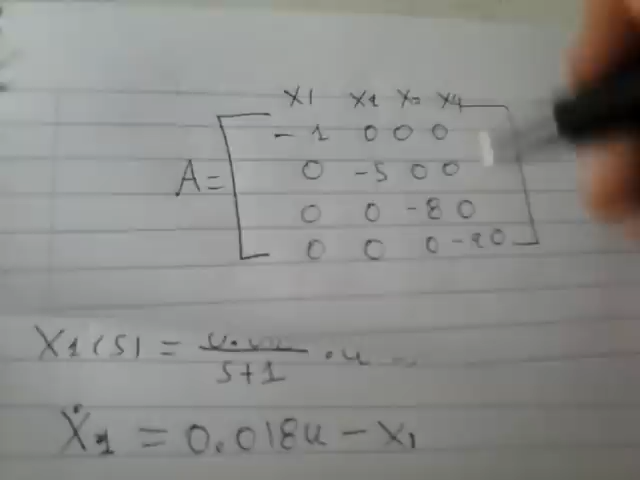 x1 x2 x3 x4
-1 0 0 0
A= 0 -5 0 0
0 0 -8 0
0 0 0 -20
X1(s) = / s+1 · u
ẋ1 = 0.018u - x1